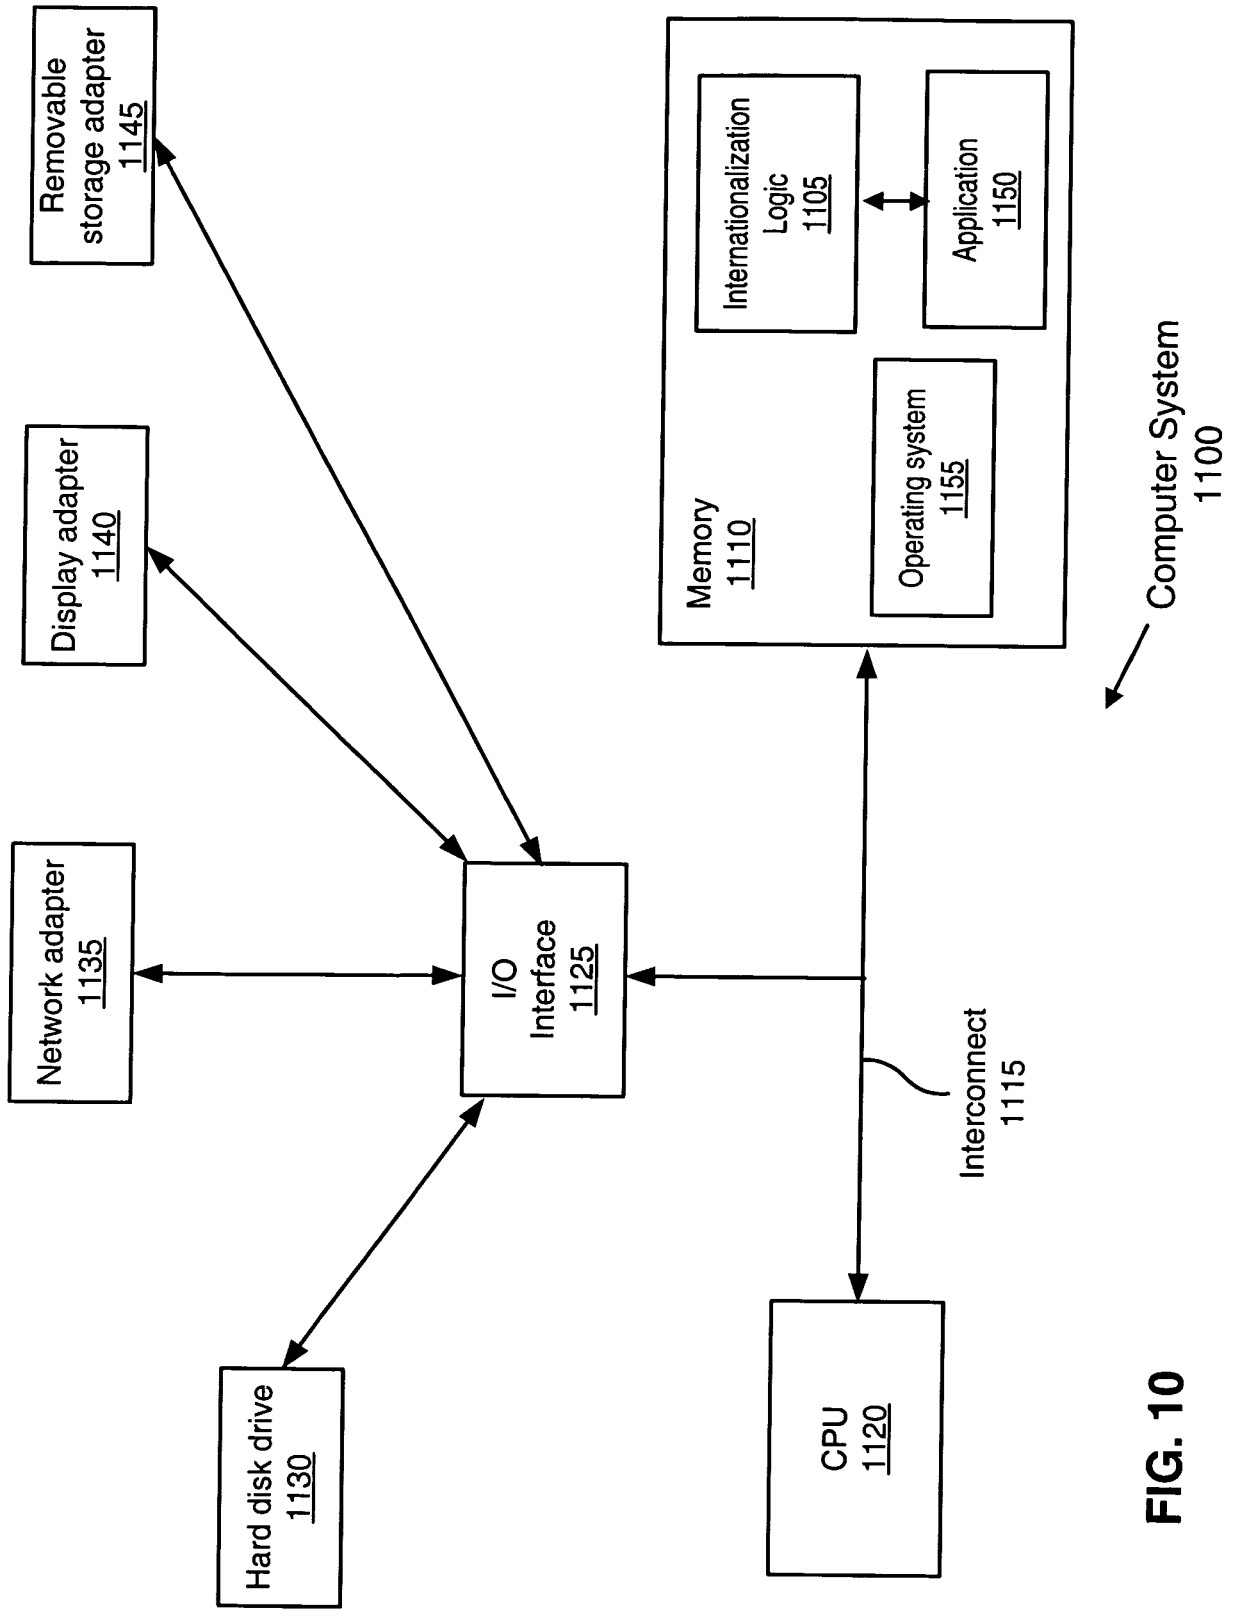 Hard disk drive
1130
Network adapter
1135
Display adapter
1140
Removable
storage adapter
1145
I/O
Interface
1125
CPU
1120
Interconnect
1115
Memory
1110
Operating system
1155
Internationalization
Logic
1105
Application
1150
Computer System
1100
FIG. 10